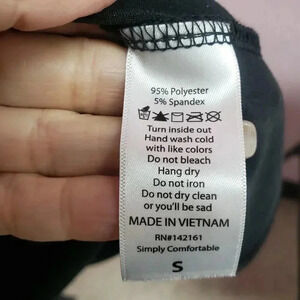 95% Polyester
5% Spandex
Turn inside out
Hand wash cold
with like colors
Do not bleach
Hang dry
Do not iron
Do not dry clean
or you'll be sad
MADE IN VIETNAM
RN#142161
Simply Comfortable
S